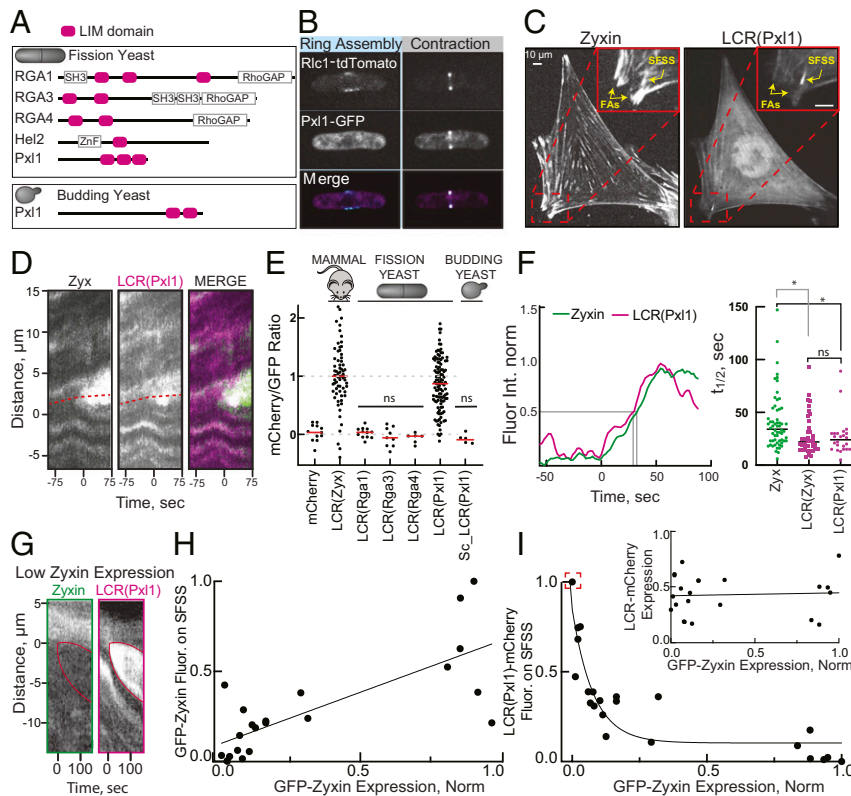 A
LIM domain
Fission Yeast
RGA1
SH3
RhoGAP
RGA3
SH3
SH3
RhoGAP
RGA4
RhoGAP
Hel2
ZnF
Pxl1
Budding Yeast
Pxl1
B
Ring Assembly
Contraction
Rlc1-tdTomato
Pxl1-GFP
Merge
C
Zyxin
LCR(Pxl1)
10 μm
SFSS
FAs
SFSS
FAs
D
Zyx
LCR(Pxl1)
MERGE
Distance, μm
15
10
5
0
-5
-75
0
75
-75
0
75
-75
0
75
Time, sec
E
MAMMAL
FISSION
YEAST
BUDDING
YEAST
mCherry/GFP Ratio
2
1
0
ns
ns
mCherry
LCR(Zyx)
LCR(Rga1)
LCR(Rga3)
LCR(Rga4)
LCR(Pxl1)
Sc_LCR(Pxl1)
F
Zyxin
LCR(Pxl1)
Fluor Int. norm
1.5
1.0
0.5
-50
0
50
100
Time, sec
t1/2, sec
150
100
50
0
*
*
ns
Zyx
LCR(Zyx)
LCR(Pxl1)
G
Low Zyxin Expression
Zyxin
LCR(Pxl1)
Distance, μm
5
0
-5
-10
0
100
0
100
Time, sec
H
GFP-Zyxin Fluor. on SFSS
1.0
0.5
0.0
0.0
0.5
1.0
GFP-Zyxin Expression, Norm
I
LCR(Pxl1)-mCherry
Fluor. on SFSS
1.0
0.5
0.0
0.0
0.5
1.0
GFP-Zyxin Expression, Norm
LCR-mCherry
Expression
1.0
0.5
0.0
0.0
0.5
1.0
GFP-Zyxin Expression, Norm